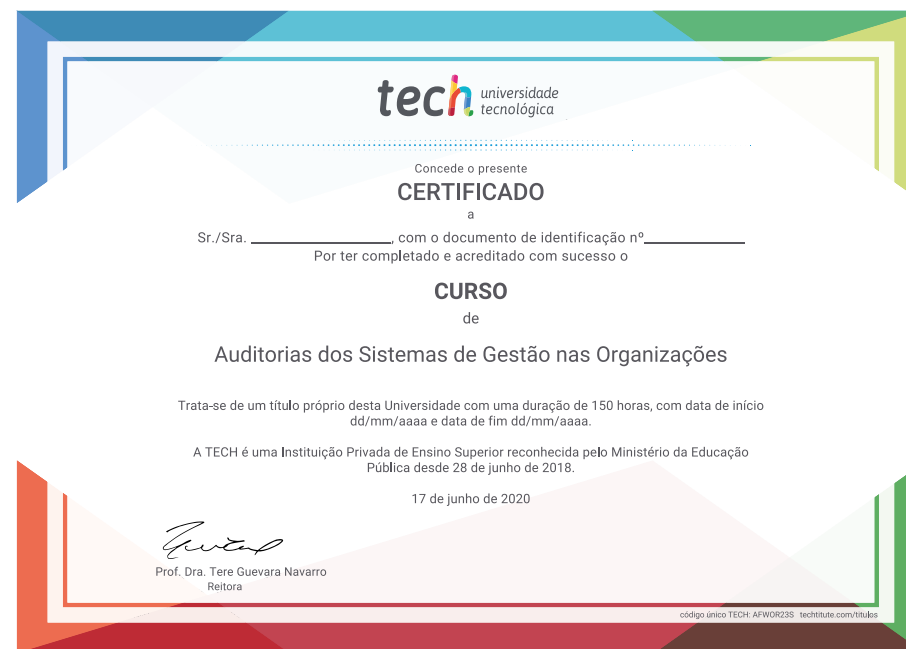 tech universidade
tecnológica
Concede o presente
CERTIFICADO
a
Sr./Sra. ____________________, com o documento de identificação nº______________
Por ter completado e acreditado com sucesso o
CURSO
de
Auditorias dos Sistemas de Gestão nas Organizações
Trata-se de um título próprio desta Universidade com uma duração de 150 horas, com data de início
dd/mm/aaaa e data de fim dd/mm/aaaa.
A TECH é uma Instituição Privada de Ensino Superior reconhecida pelo Ministério da Educação
Pública desde 28 de junho de 2018.
17 de junho de 2020
Prof. Dra. Tere Guevara Navarro
Reitora
código único TECH: AFWOR23S techtitute.com/titulos